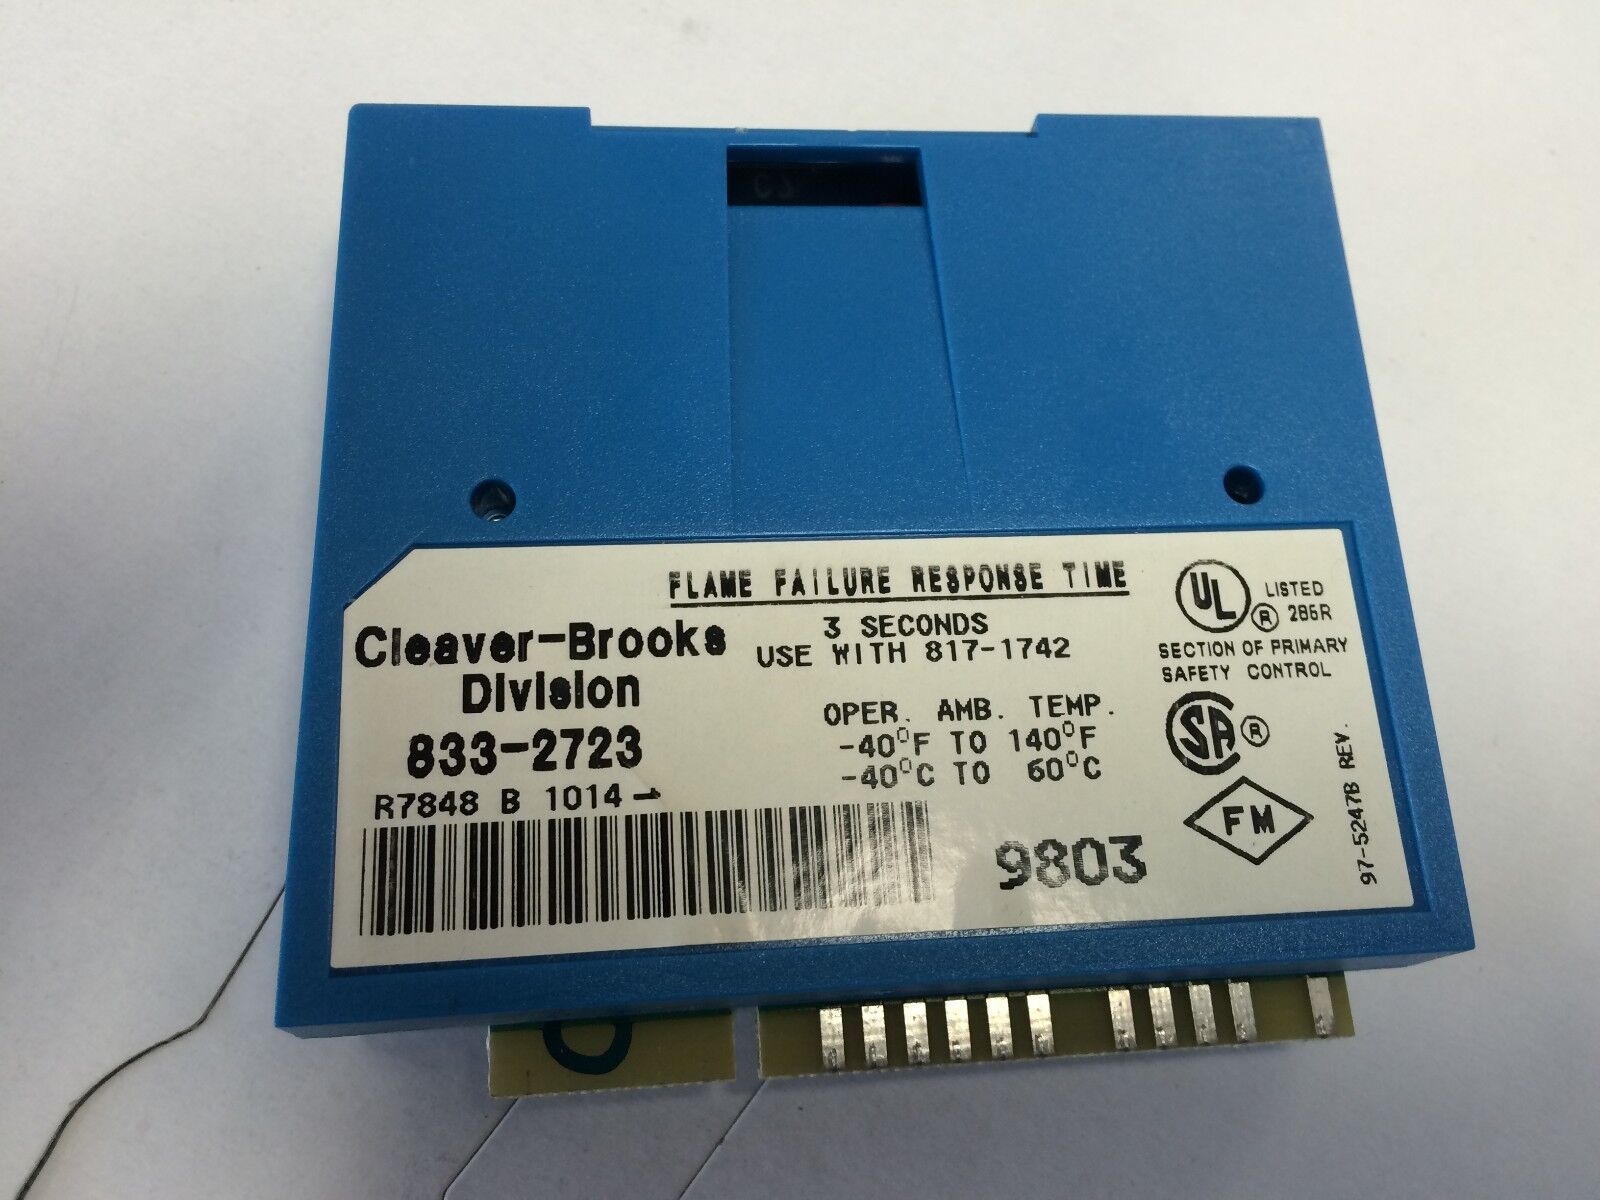 FLAME FAILURE RESPONSE TIME
3 SECONDS
USE WITH 817-1742
Cleaver-Brooks
Division
833-2723
R7848 B 1014
OPER. AMB. TEMP.
-40°F TO 140°F
-40°C TO 60°C
9803
UL ® LISTED
286R
SECTION OF PRIMARY
SAFETY CONTROL
SA ®
FM
97-5247B REV.